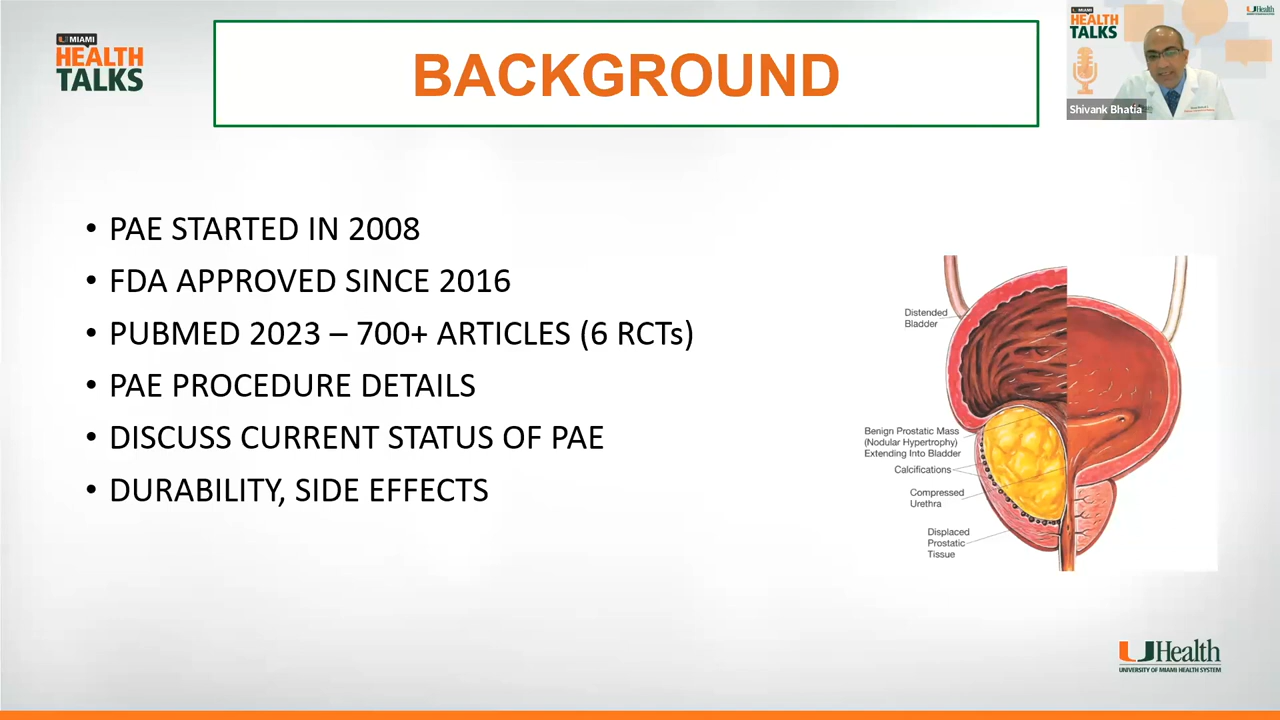 U MIAMI
HEALTH
TALKS
BACKGROUND
U MIAMI
HEALTH
TALKS
UHealth
Shivank Bhatia
• PAE STARTED IN 2008
• FDA APPROVED SINCE 2016
• PUBMED 2023 – 700+ ARTICLES (6 RCTs)
• PAE PROCEDURE DETAILS
• DISCUSS CURRENT STATUS OF PAE
• DURABILITY, SIDE EFFECTS
Distended
Bladder
Benign Prostatic Mass
(Nodular Hypertrophy)
Extending Into Bladder
Calcifications
Compressed
Urethra
Displaced
Prostatic
Tissue
UHealth
UNIVERSITY OF MIAMI HEALTH SYSTEM